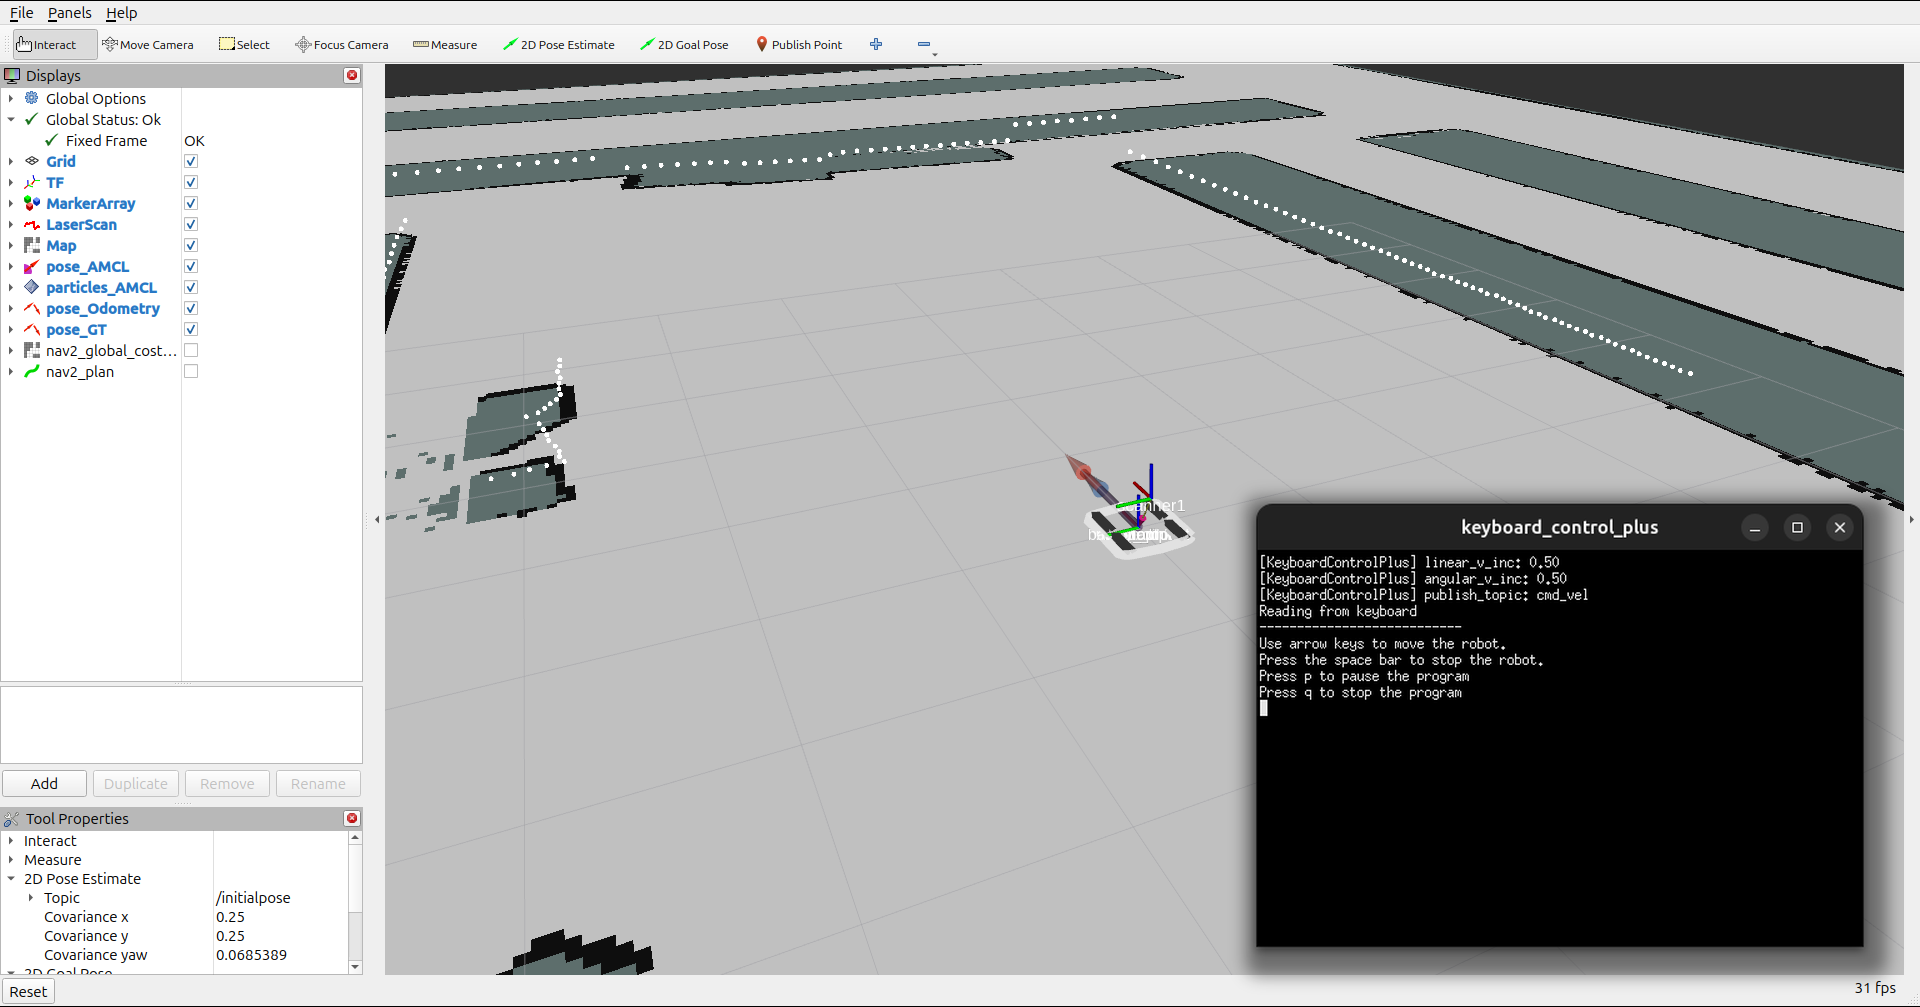 File Panels Help
Interact Move Camera Select Focus Camera Measure 2D Pose Estimate 2D Goal Pose Publish Point
Displays
Global Options
Global Status: Ok
Fixed Frame OK
Grid
TF
MarkerArray
LaserScan
Map
pose_AMCL
particles_AMCL
pose_Odometry
pose_GT
nav2_global_cost...
nav2_plan
Add Duplicate Remove Rename
Tool Properties
Interact
Measure
2D Pose Estimate
Topic /initialpose
Covariance x 0.25
Covariance y 0.25
Covariance yaw 0.0685389
2D Goal Pose
Reset
31 fps
keyboard_control_plus
[KeyboardControlPlus] linear_v_inc: 0.50
[KeyboardControlPlus] angular_v_inc: 0.50
[KeyboardControlPlus] publish_topic: cmd_vel
Reading from keyboard
---------------------------
Use arrow keys to move the robot.
Press the space bar to stop the robot.
Press p to pause the program
Press q to stop the program